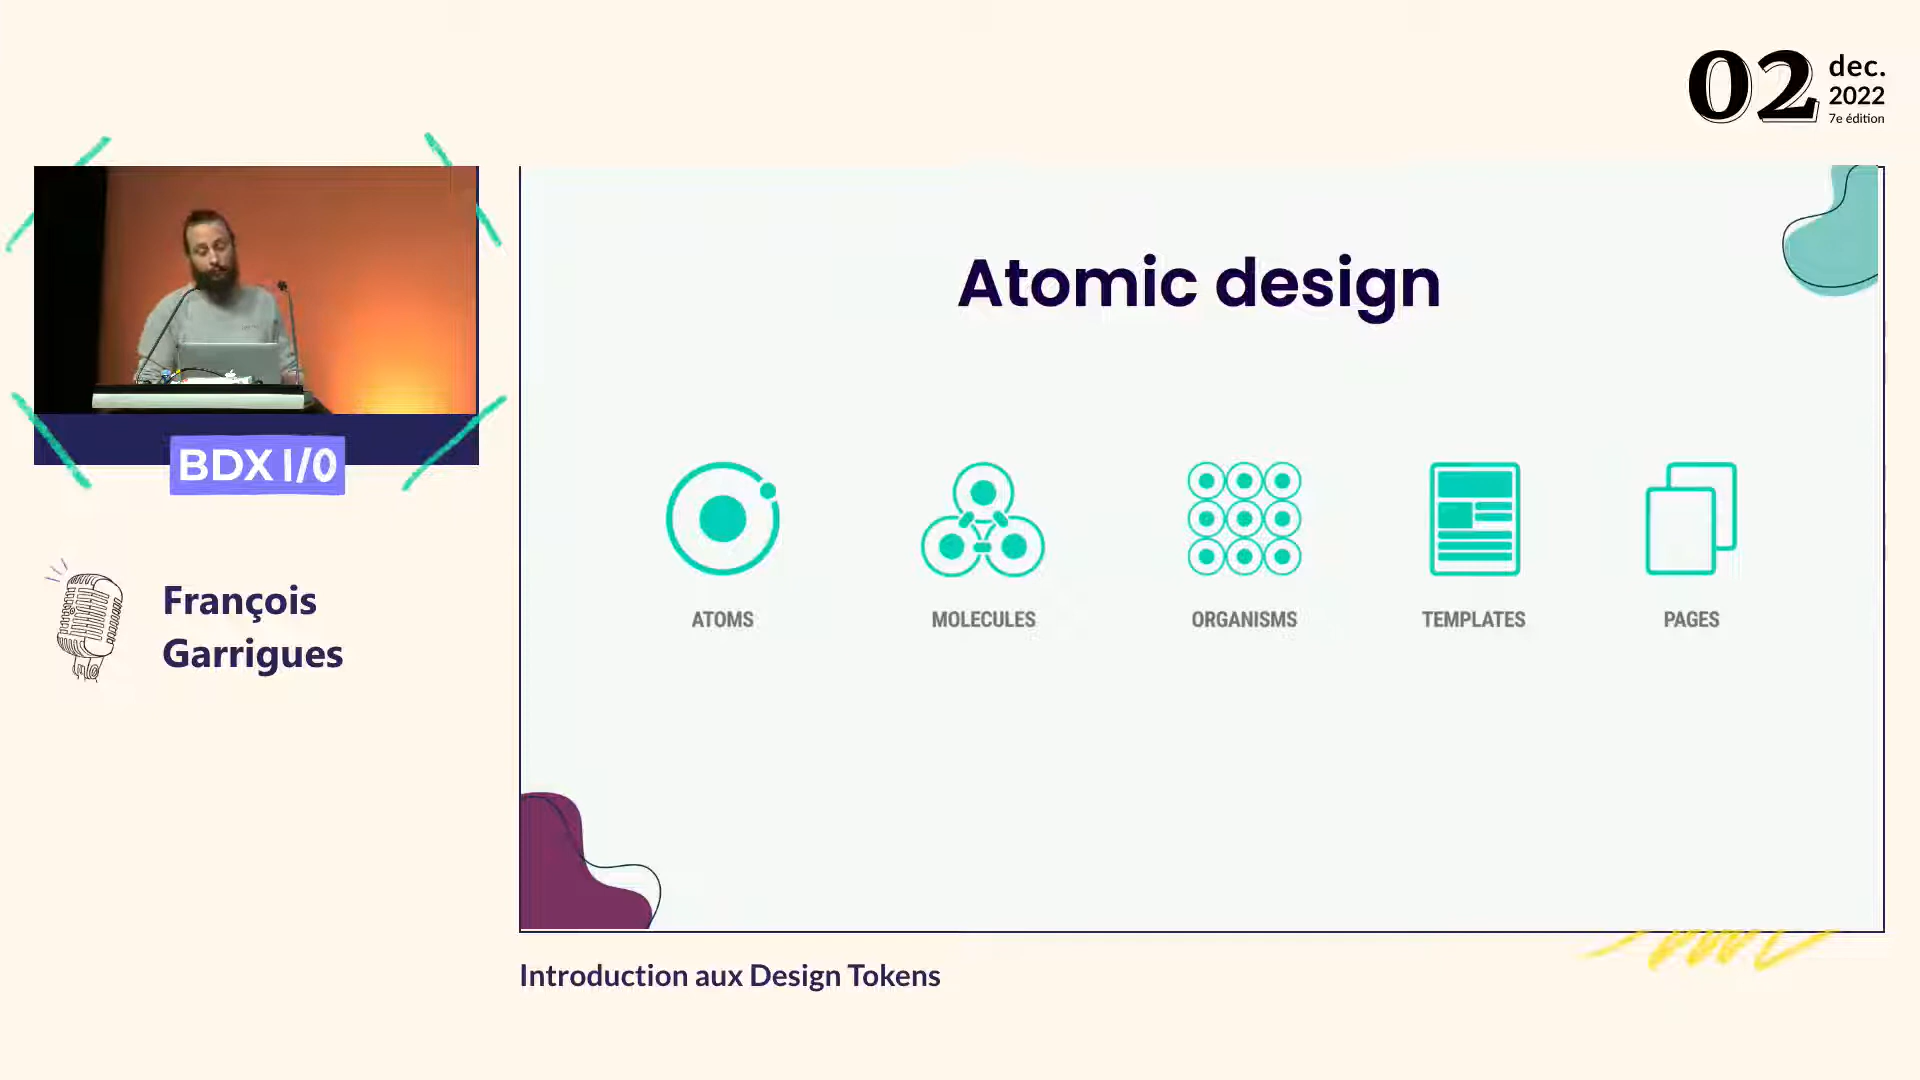 02
dec.
2022
7e édition
BDX I/O
François
Garrigues
Atomic design
ATOMS
MOLECULES
ORGANISMS
TEMPLATES
PAGES
Introduction aux Design Tokens